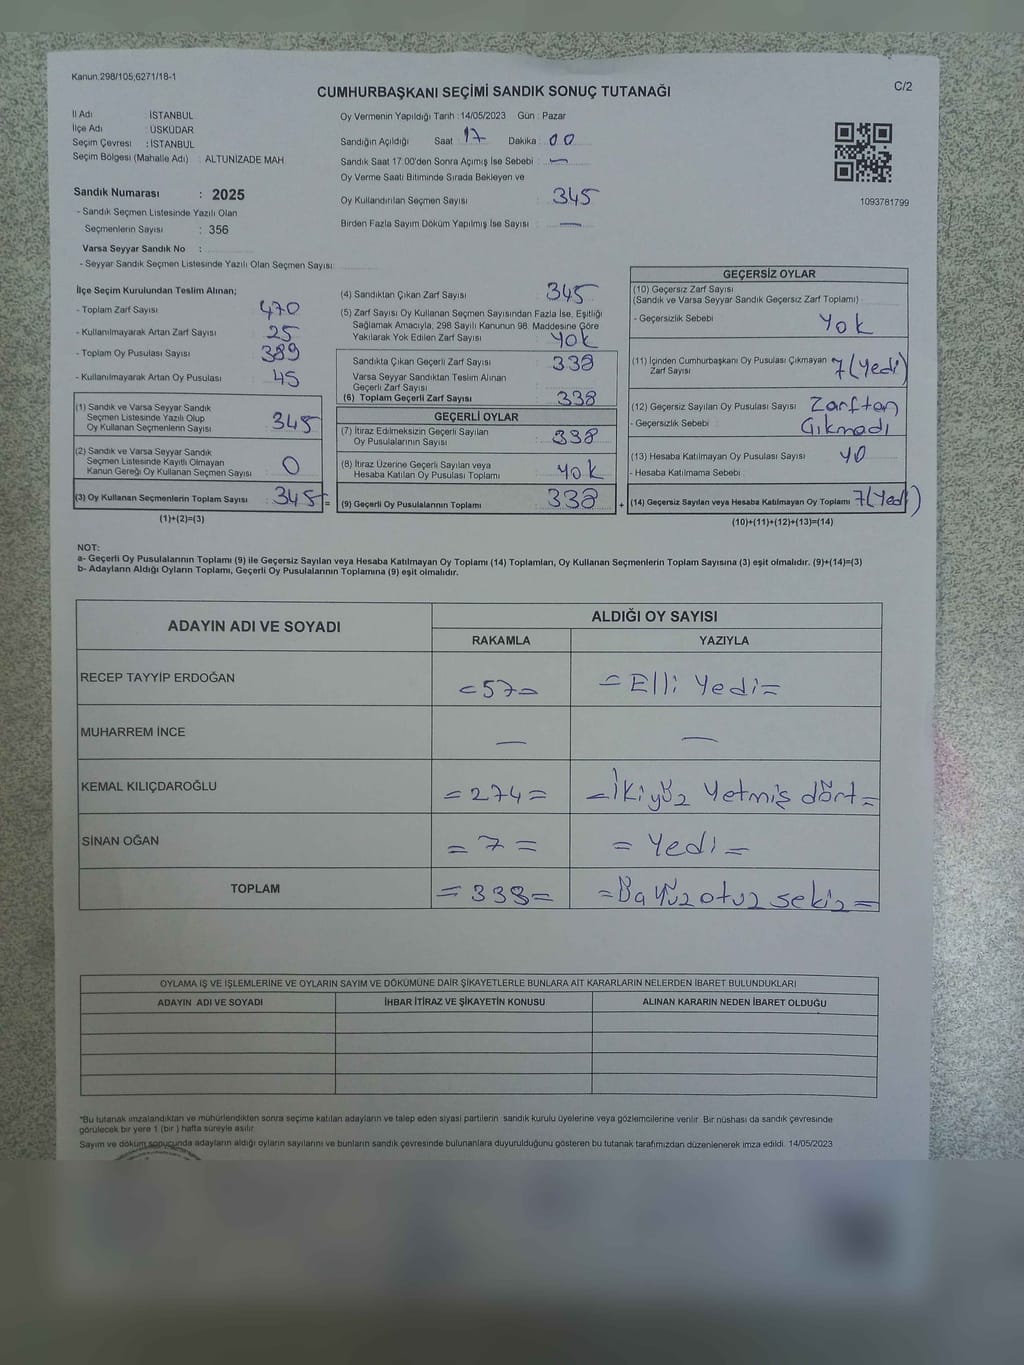 Kanun.298/105,6271/18-1
C/2
CUMHURBAŞKANI SEÇİMİ SANDIK SONUÇ TUTANAĞI
İl Adı : İSTANBUL
İlçe Adı : ÜSKÜDAR
Seçim Çevresi : İSTANBUL
Seçim Bölgesi (Mahalle Adı) : ALTUNİZADE MAH
Sandık Numarası : 2025
- Sandık Seçmen Listesinde Yazılı Olan
Seçmenlerin Sayısı : 356
Varsa Seyyar Sandık No :
- Seyyar Sandık Seçmen Listesinde Yazılı Olan Seçmen Sayısı:
Oy Vermenin Yapıldığı Tarih : 14/05/2023 Gün : Pazar
Sandığın Açıldığı Saat : 17 Dakika : 00
Sandık Saat 17:00'den Sonra Açımış İse Sebebi : —
Oy Verme Saati Bitiminde Sırada Bekleyen ve
Oy Kullandırılan Seçmen Sayısı : 345
Birden Fazla Sayım Döküm Yapılmış İse Sayısı : —
1093781799
İlçe Seçim Kurulundan Teslim Alınan;
- Toplam Zarf Sayısı : 470
- Kullanılmayarak Artan Zarf Sayısı : 25
- Toplam Oy Pusulası Sayısı : 389
- Kullanılmayarak Artan Oy Pusulası : 45
(1) Sandık ve Varsa Seyyar Sandık
Seçmen Listesinde Yazılı Olup
Oy Kullanan Seçmenlerin Sayısı : 345
(2) Sandık ve Varsa Seyyar Sandık
Seçmen Listesinde Kayıtlı Olmayan
Kanun Gereği Oy Kullanan Seçmen Sayısı : 0
(3) Oy Kullanan Seçmenlerin Toplam Sayısı : 345 =
(1)+(2)=(3)
(4) Sandıktan Çıkan Zarf Sayısı : 345
(5) Zarf Sayısı Oy Kullanan Seçmen Sayısından Fazla İse, Eşitliği
Sağlamak Amacıyla, 298 Sayılı Kanunun 98. Maddesine Göre
Yakılarak Yok Edilen Zarf Sayısı : Yok
Sandıkta Çıkan Geçerli Zarf Sayısı : 338
Varsa Seyyar Sandıktan Teslim Alınan
Geçerli Zarf Sayısı :
(6) Toplam Geçerli Zarf Sayısı : 338
GEÇERLİ OYLAR
(7) İtiraz Edilmeksizin Geçerli Sayılan
Oy Pusulalarının Sayısı : 338
(8) İtiraz Üzerine Geçerli Sayılan veya
Hesaba Katılan Oy Pusulası Toplamı : Yok
(9) Geçerli Oy Pusulalarının Toplamı : 338 +
GEÇERSİZ OYLAR
(10) Geçersiz Zarf Sayısı
(Sandık ve Varsa Seyyar Sandık Geçersiz Zarf Toplamı) :
- Geçersizlik Sebebi : Yok
(11) İçinden Cumhurbaşkanı Oy Pusulası Çıkmayan
Zarf Sayısı : 7 (Yedi)
(12) Geçersiz Sayılan Oy Pusulası Sayısı : Zarftan
- Geçersizlik Sebebi : Çıkmadı
(13) Hesaba Katılmayan Oy Pusulası Sayısı :
- Hesaba Katılmama Sebebi :
(14) Geçersiz Sayılan veya Hesaba Katılmayan Oy Toplamı : 7 (Yedi)
(10)+(11)+(12)+(13)=(14)
NOT:
a- Geçerli Oy Pusulalarının Toplamı (9) ile Geçersiz Sayılan veya Hesaba Katılmayan Oy Toplamı (14) Toplamları, Oy Kullanan Seçmenlerin Toplam Sayısına (3) eşit olmalıdır. (9)+(14)=(3)
b- Adayların Aldığı Oyların Toplamı, Geçerli Oy Pusulalarının Toplamına (9) eşit olmalıdır.
ADAYIN ADI VE SOYADI
ALDIĞI OY SAYISI
RAKAMLA YAZIYLA
RECEP TAYYİP ERDOĞAN =57= =Elli Yedi=
MUHARREM İNCE — —
KEMAL KILIÇDAROĞLU =274= =İkiyüz Yetmiş dört=
SİNAN OĞAN =7= =Yedi=
TOPLAM =338= otuz sekiz=
OYLAMA İŞ VE İŞLEMLERİNE VE OYLARIN SAYIM VE DÖKÜMÜNE DAİR ŞİKAYETLERLE BUNLARA AİT KARARLARIN NELERDEN İBARET BULUNDUKLARI
ADAYIN ADI VE SOYADI İHBAR İTİRAZ VE ŞİKAYETİN KONUSU ALINAN KARARIN NEDEN İBARET OLDUĞU
*Bu tutanak imzalandıktan ve mühürlendikten sonra seçime katılan adayların ve talep eden siyasi partilerin sandık kurulu üyelerine veya gözlemcilerine verilir. Bir nüshası da sandık çevresinde
görülecek bir yere 1 (bir ) hafta süreyle asılır.
Sayım ve döküm sonucunda adayların aldığı oyların sayılarını ve bunların sandık çevresinde bulunanlara duyurulduğunu gösteren bu tutanak tarafımızdan düzenlenerek imza edildi. 14/05/2023